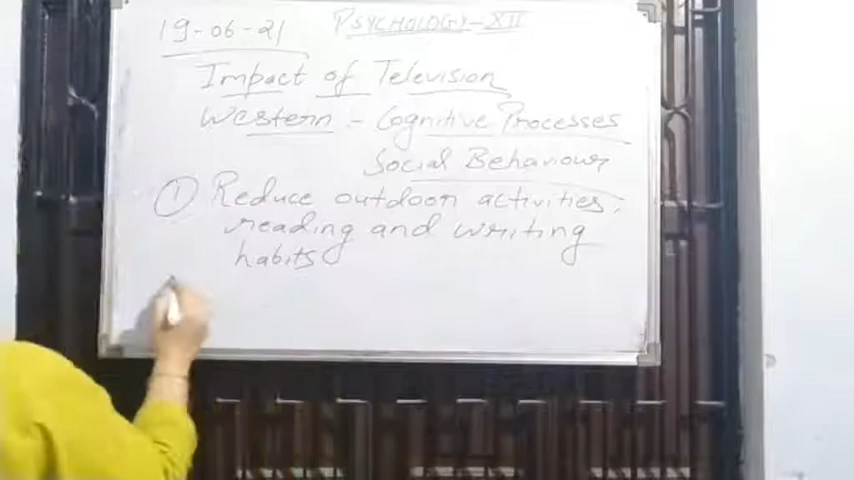 19-06-21 PSYCHOLOGY-XII
Impact of Television
Western - Cognitive Processes
Social Behaviour
① Reduce outdoor activities,
reading and writing
habits